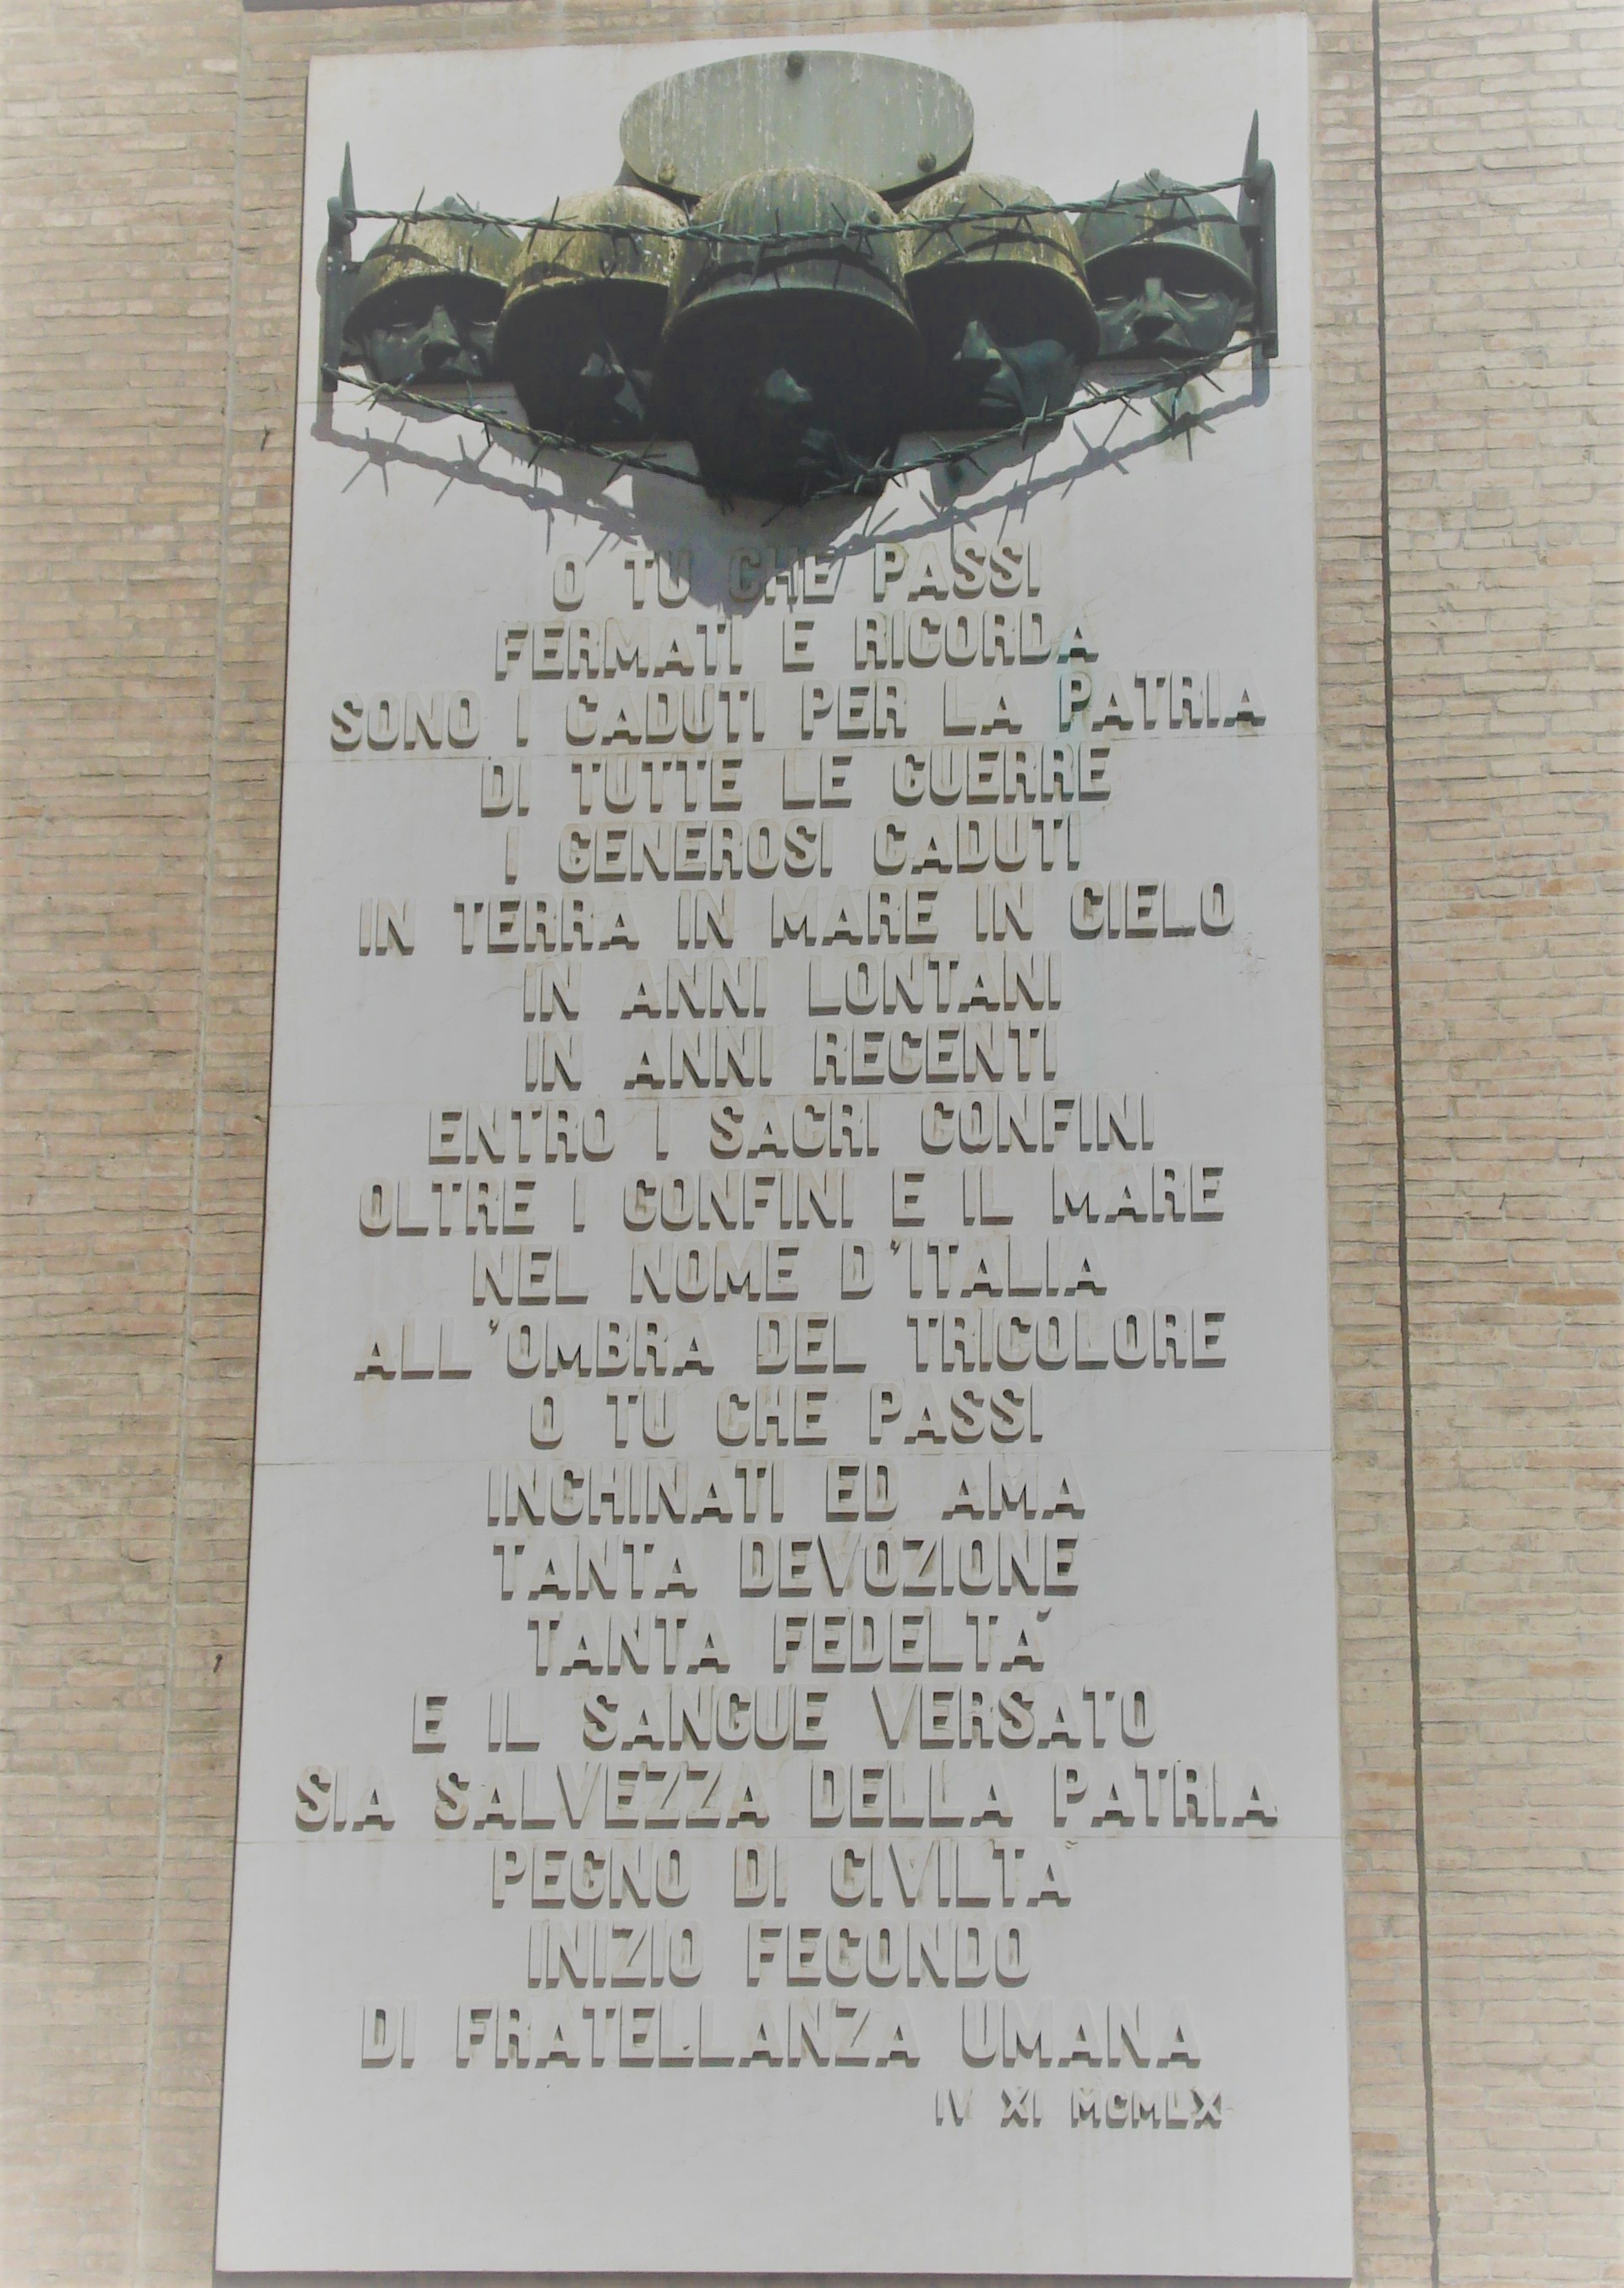 O TU CHE PASSI
FERMATI E RICORDA
SONO I CADUTI PER LA PATRIA
DI TUTTE LE GUERRE
I GENEROSI CADUTI
IN TERRA IN MARE IN CIELO
IN ANNI LONTANI
IN ANNI RECENTI
ENTRO I SACRI CONFINI
OLTRE I CONFINI E IL MARE
NEL NOME D'ITALIA
ALL'OMBRA DEL TRICOLORE
O TU CHE PASSI
INCHINATI ED AMA
TANTA DEVOZIONE
TANTA FEDELTÀ
E IL SANGUE VERSATO
SIA SALVEZZA DELLA PATRIA
PEGNO DI CIVILTÀ
INIZIO FECONDO
DI FRATELLANZA UMANA
IV XI MCMLX